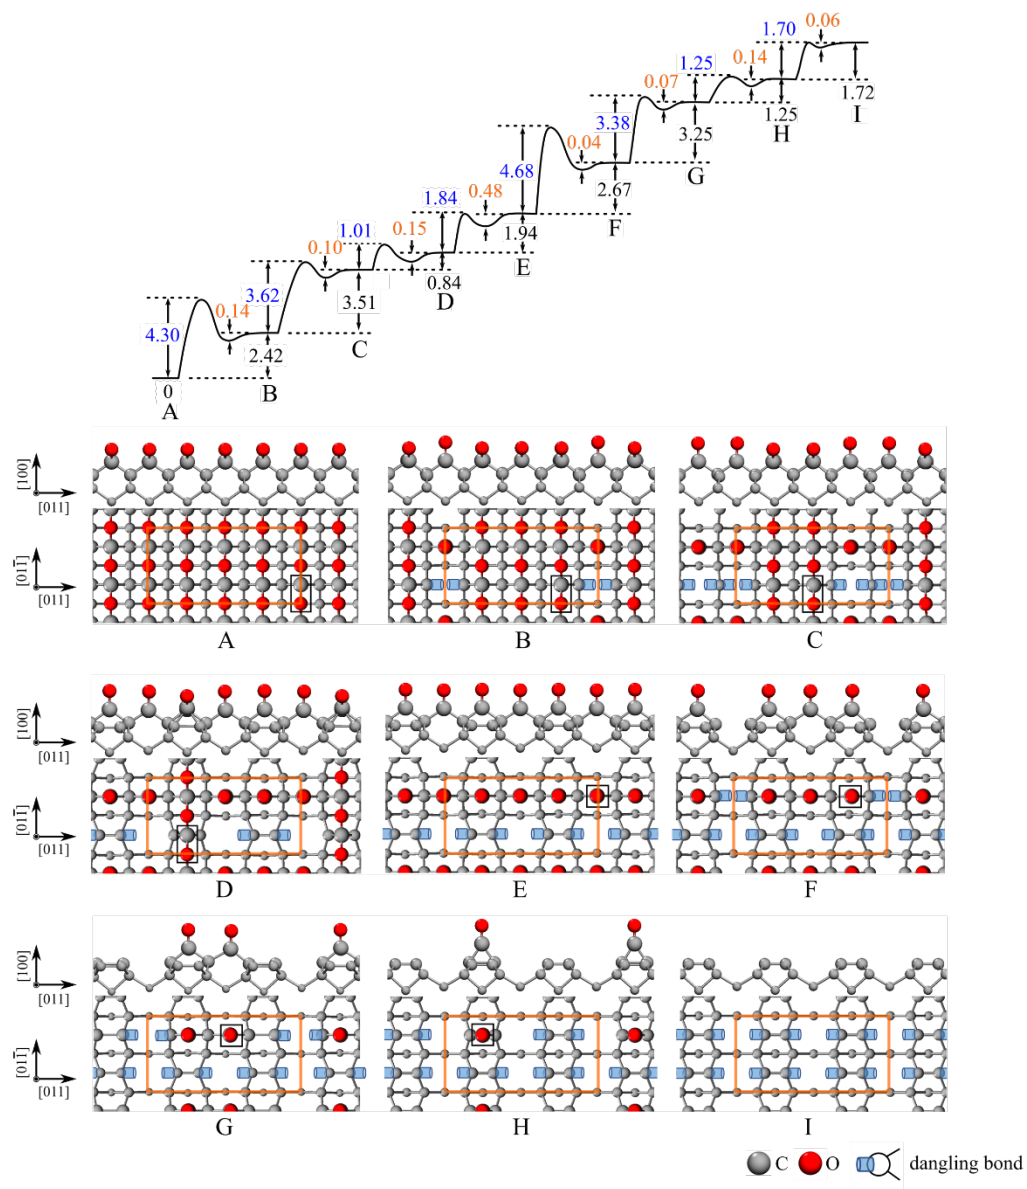 0.06
1.70
0.14
1.25
0.07
1.72
I
3.38
1.25
H
0.04
3.25
G
4.68
2.67
F
0.48
1.84
1.94
E
0.15
1.01
0.84
D
0.10
3.62
3.51
C
0.14
4.30
2.42
B
0
A
[100]
[011]
[011̄]
[011]
A B C
[100]
[011]
[011̄]
[011]
D E F
[100]
[011]
[011̄]
[011]
G H I
C O dangling bond